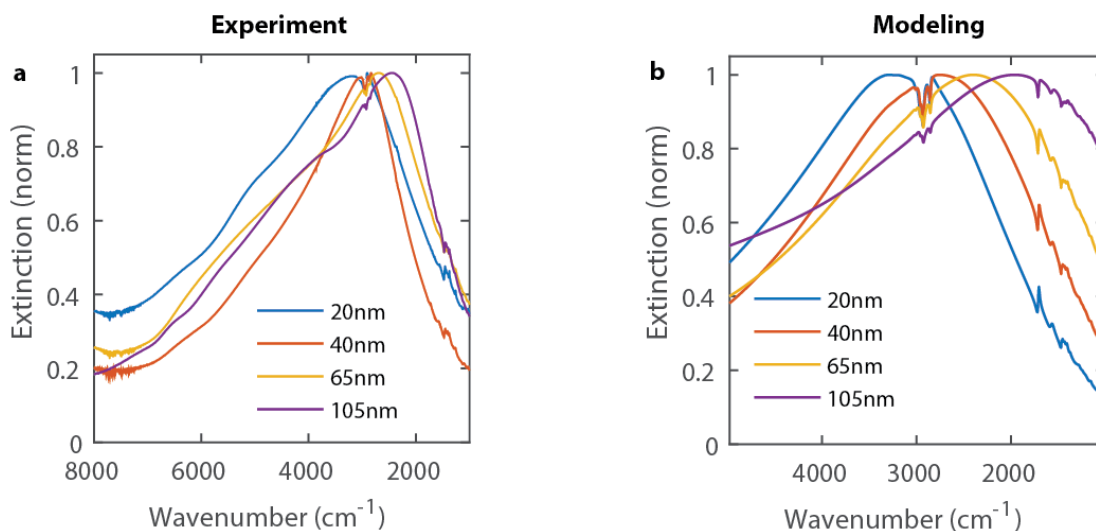 Experiment
a
Extinction (norm)
1
0.8
0.6
0.4
0.2
0
20nm
40nm
65nm
105nm
8000 6000 4000 2000
Wavenumber (cm⁻¹)
Modeling
b
Extinction (norm)
1
0.8
0.6
0.4
0.2
0
20nm
40nm
65nm
105nm
4000 3000 2000
Wavenumber (cm⁻¹)